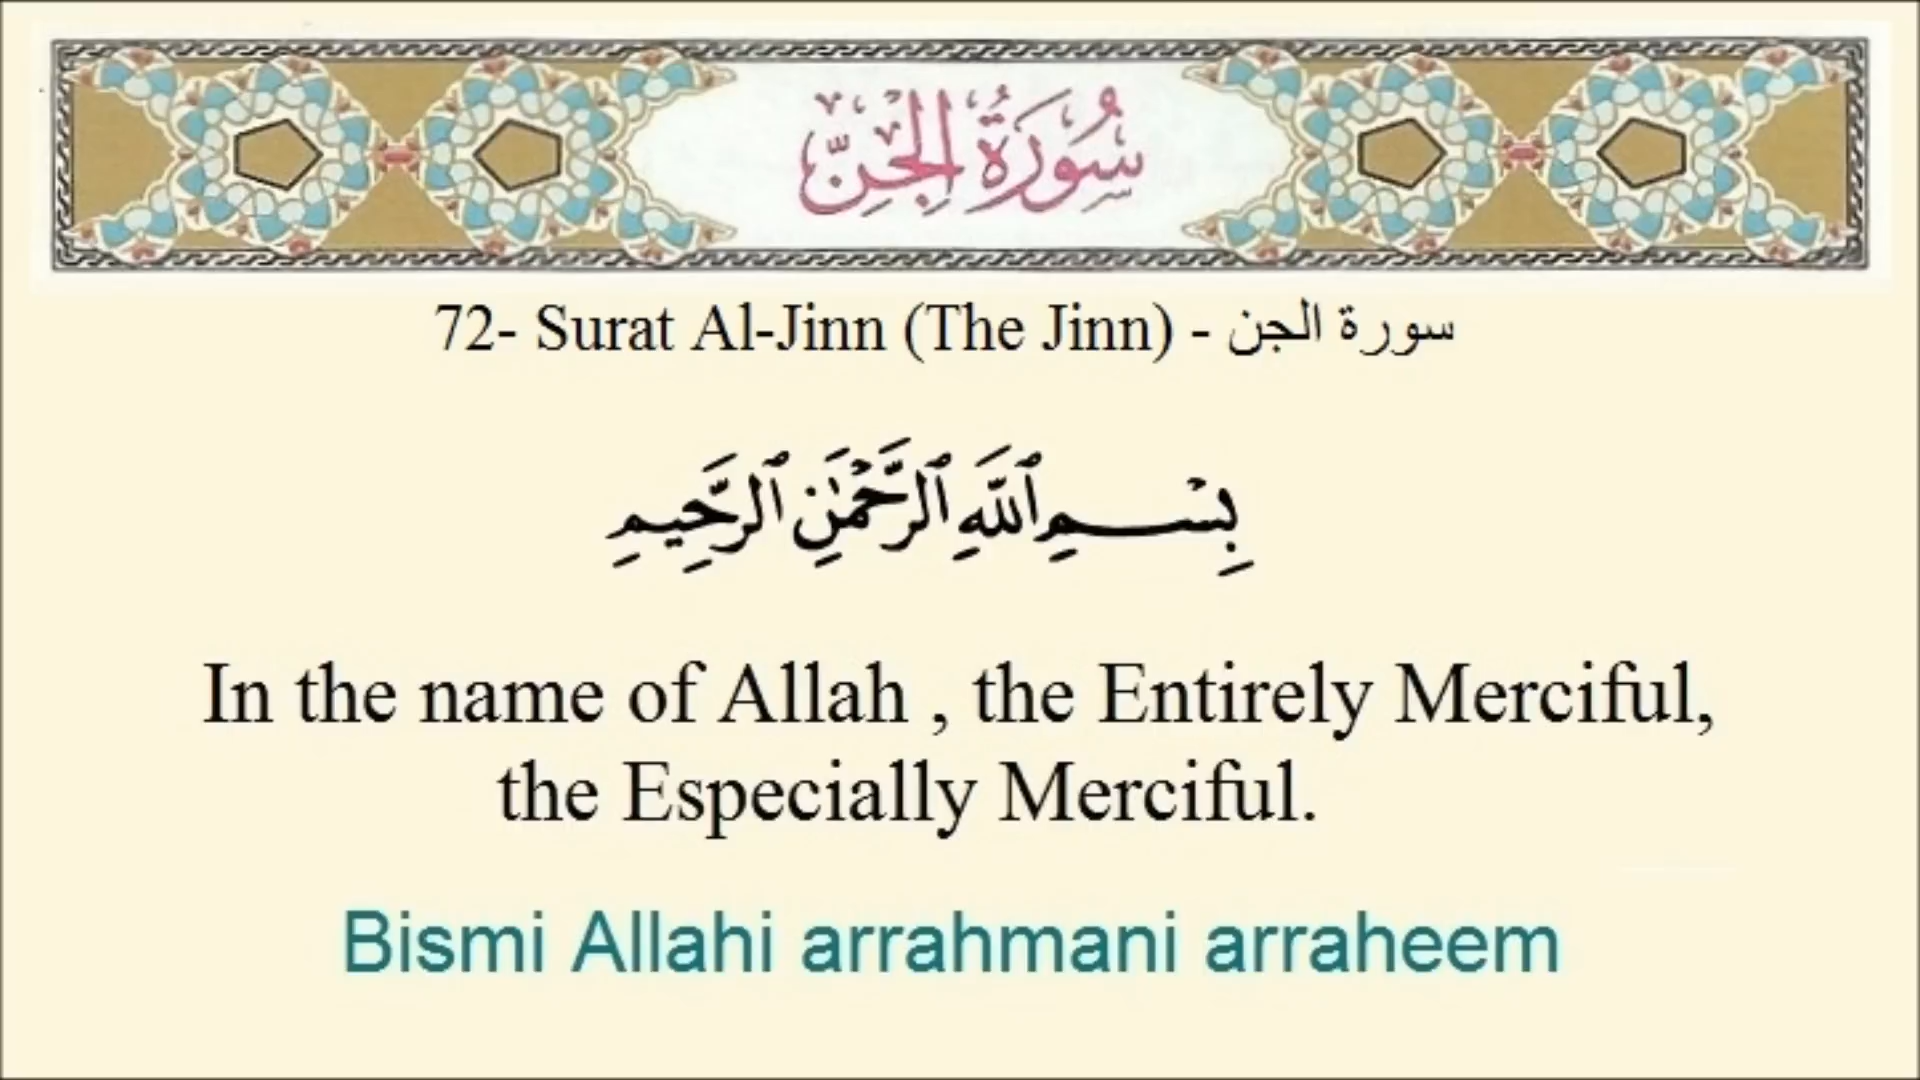 سُورَةُ الجِنِّ
72- Surat Al-Jinn (The Jinn) - سورة الجن
بِسْمِ ٱللَّهِ ٱلرَّحْمَٰنِ ٱلرَّحِيمِ
In the name of Allah , the Entirely Merciful,
the Especially Merciful.
Bismi Allahi arrahmani arraheem